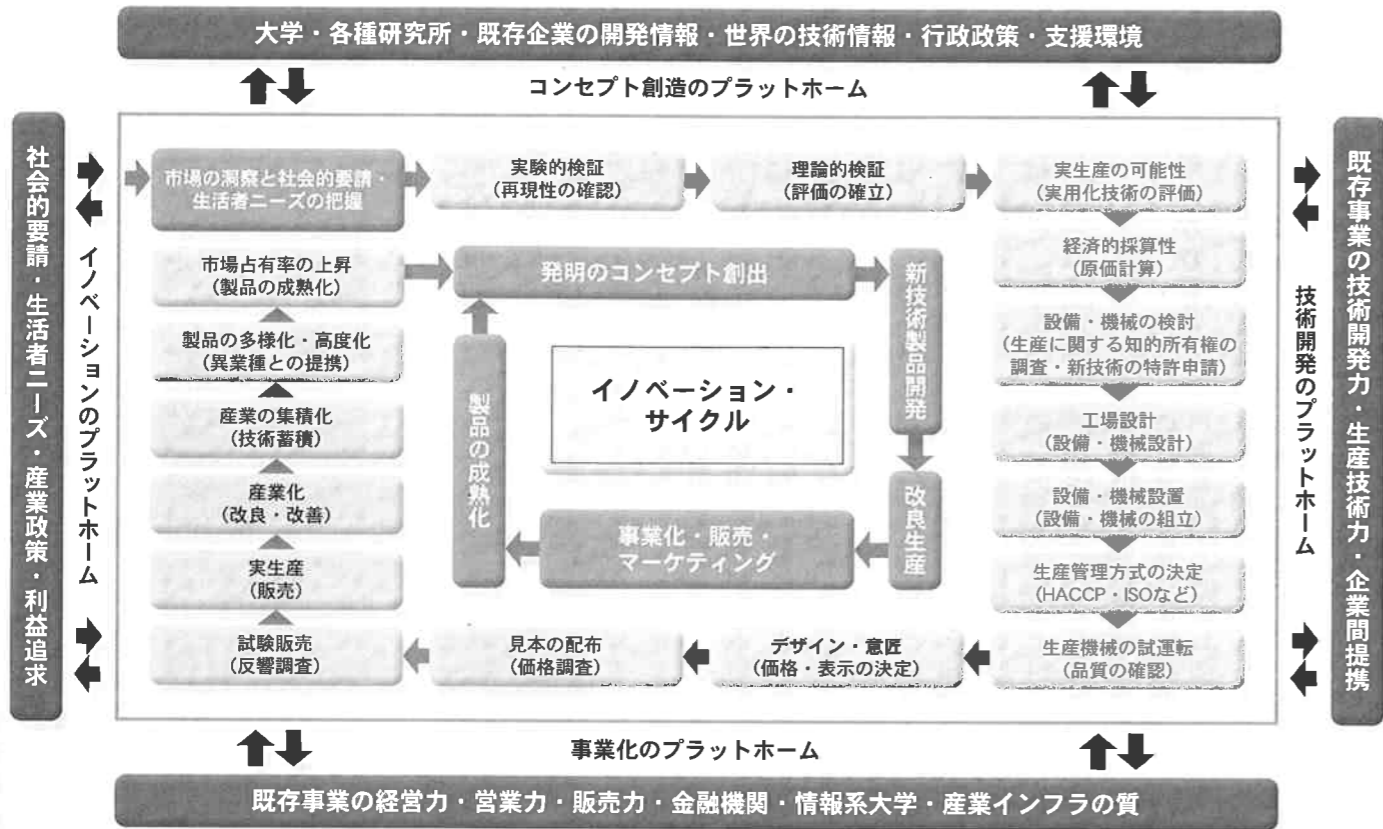 大学・各種研究所・既存企業の開発情報・世界の技術情報・行政政策・支援環境
コンセプト創造のプラットホーム
社会的要請・生活者ニーズ・産業政策・利益追求
イノベーションのプラットホーム
市場の洞察と社会的要請・
生活者ニーズの把握
実験的検証
(再現性の確認)
理論的検証
(評価の確立)
実生産の可能性
(実用化技術の評価)
経済的採算性
(原価計算)
設備・機械の検討
(生産に関する知的所有権の
調査・新技術の特許申請)
工場設計
(設備・機械設計)
設備・機械設置
(設備・機械の組立)
生産管理方式の決定
(HACCP・ISOなど)
生産機械の試運転
(品質の確認)
デザイン・意匠
(価格・表示の決定)
見本の配布
(価格調査)
試験販売
(反響調査)
実生産
(販売)
産業化
(改良・改善)
産業の集積化
(技術蓄積)
製品の多様化・高度化
(異業種との提携)
市場占有率の上昇
(製品の成熟化)
発明のコンセプト創出
新技術製品開発
改良生産
事業化・販売・
マーケティング
製品の成熟化
イノベーション・
サイクル
技術開発のプラットホーム
既存事業の技術開発力・生産技術力・企業間提携
事業化のプラットホーム
既存事業の経営力・営業力・販売力・金融機関・情報系大学・産業インフラの質